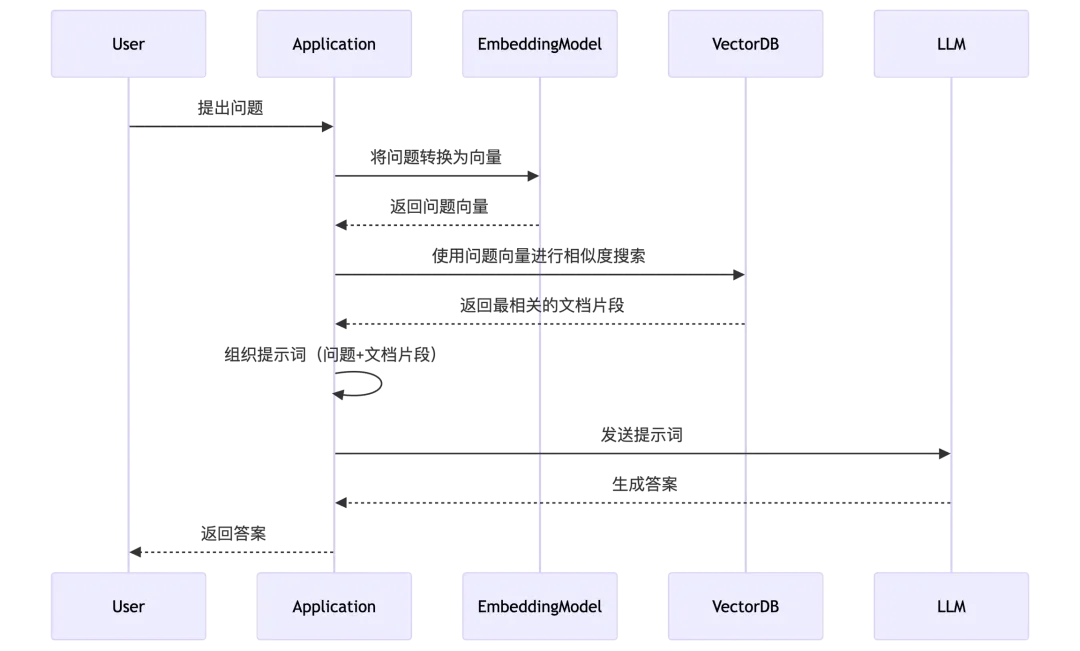 User
Application
EmbeddingModel
VectorDB
LLM
提出问题
将问题转换为向量
返回问题向量
使用问题向量进行相似度搜索
返回最相关的文档片段
组织提示词（问题+文档片段）
发送提示词
生成答案
返回答案
User
Application
EmbeddingModel
VectorDB
LLM